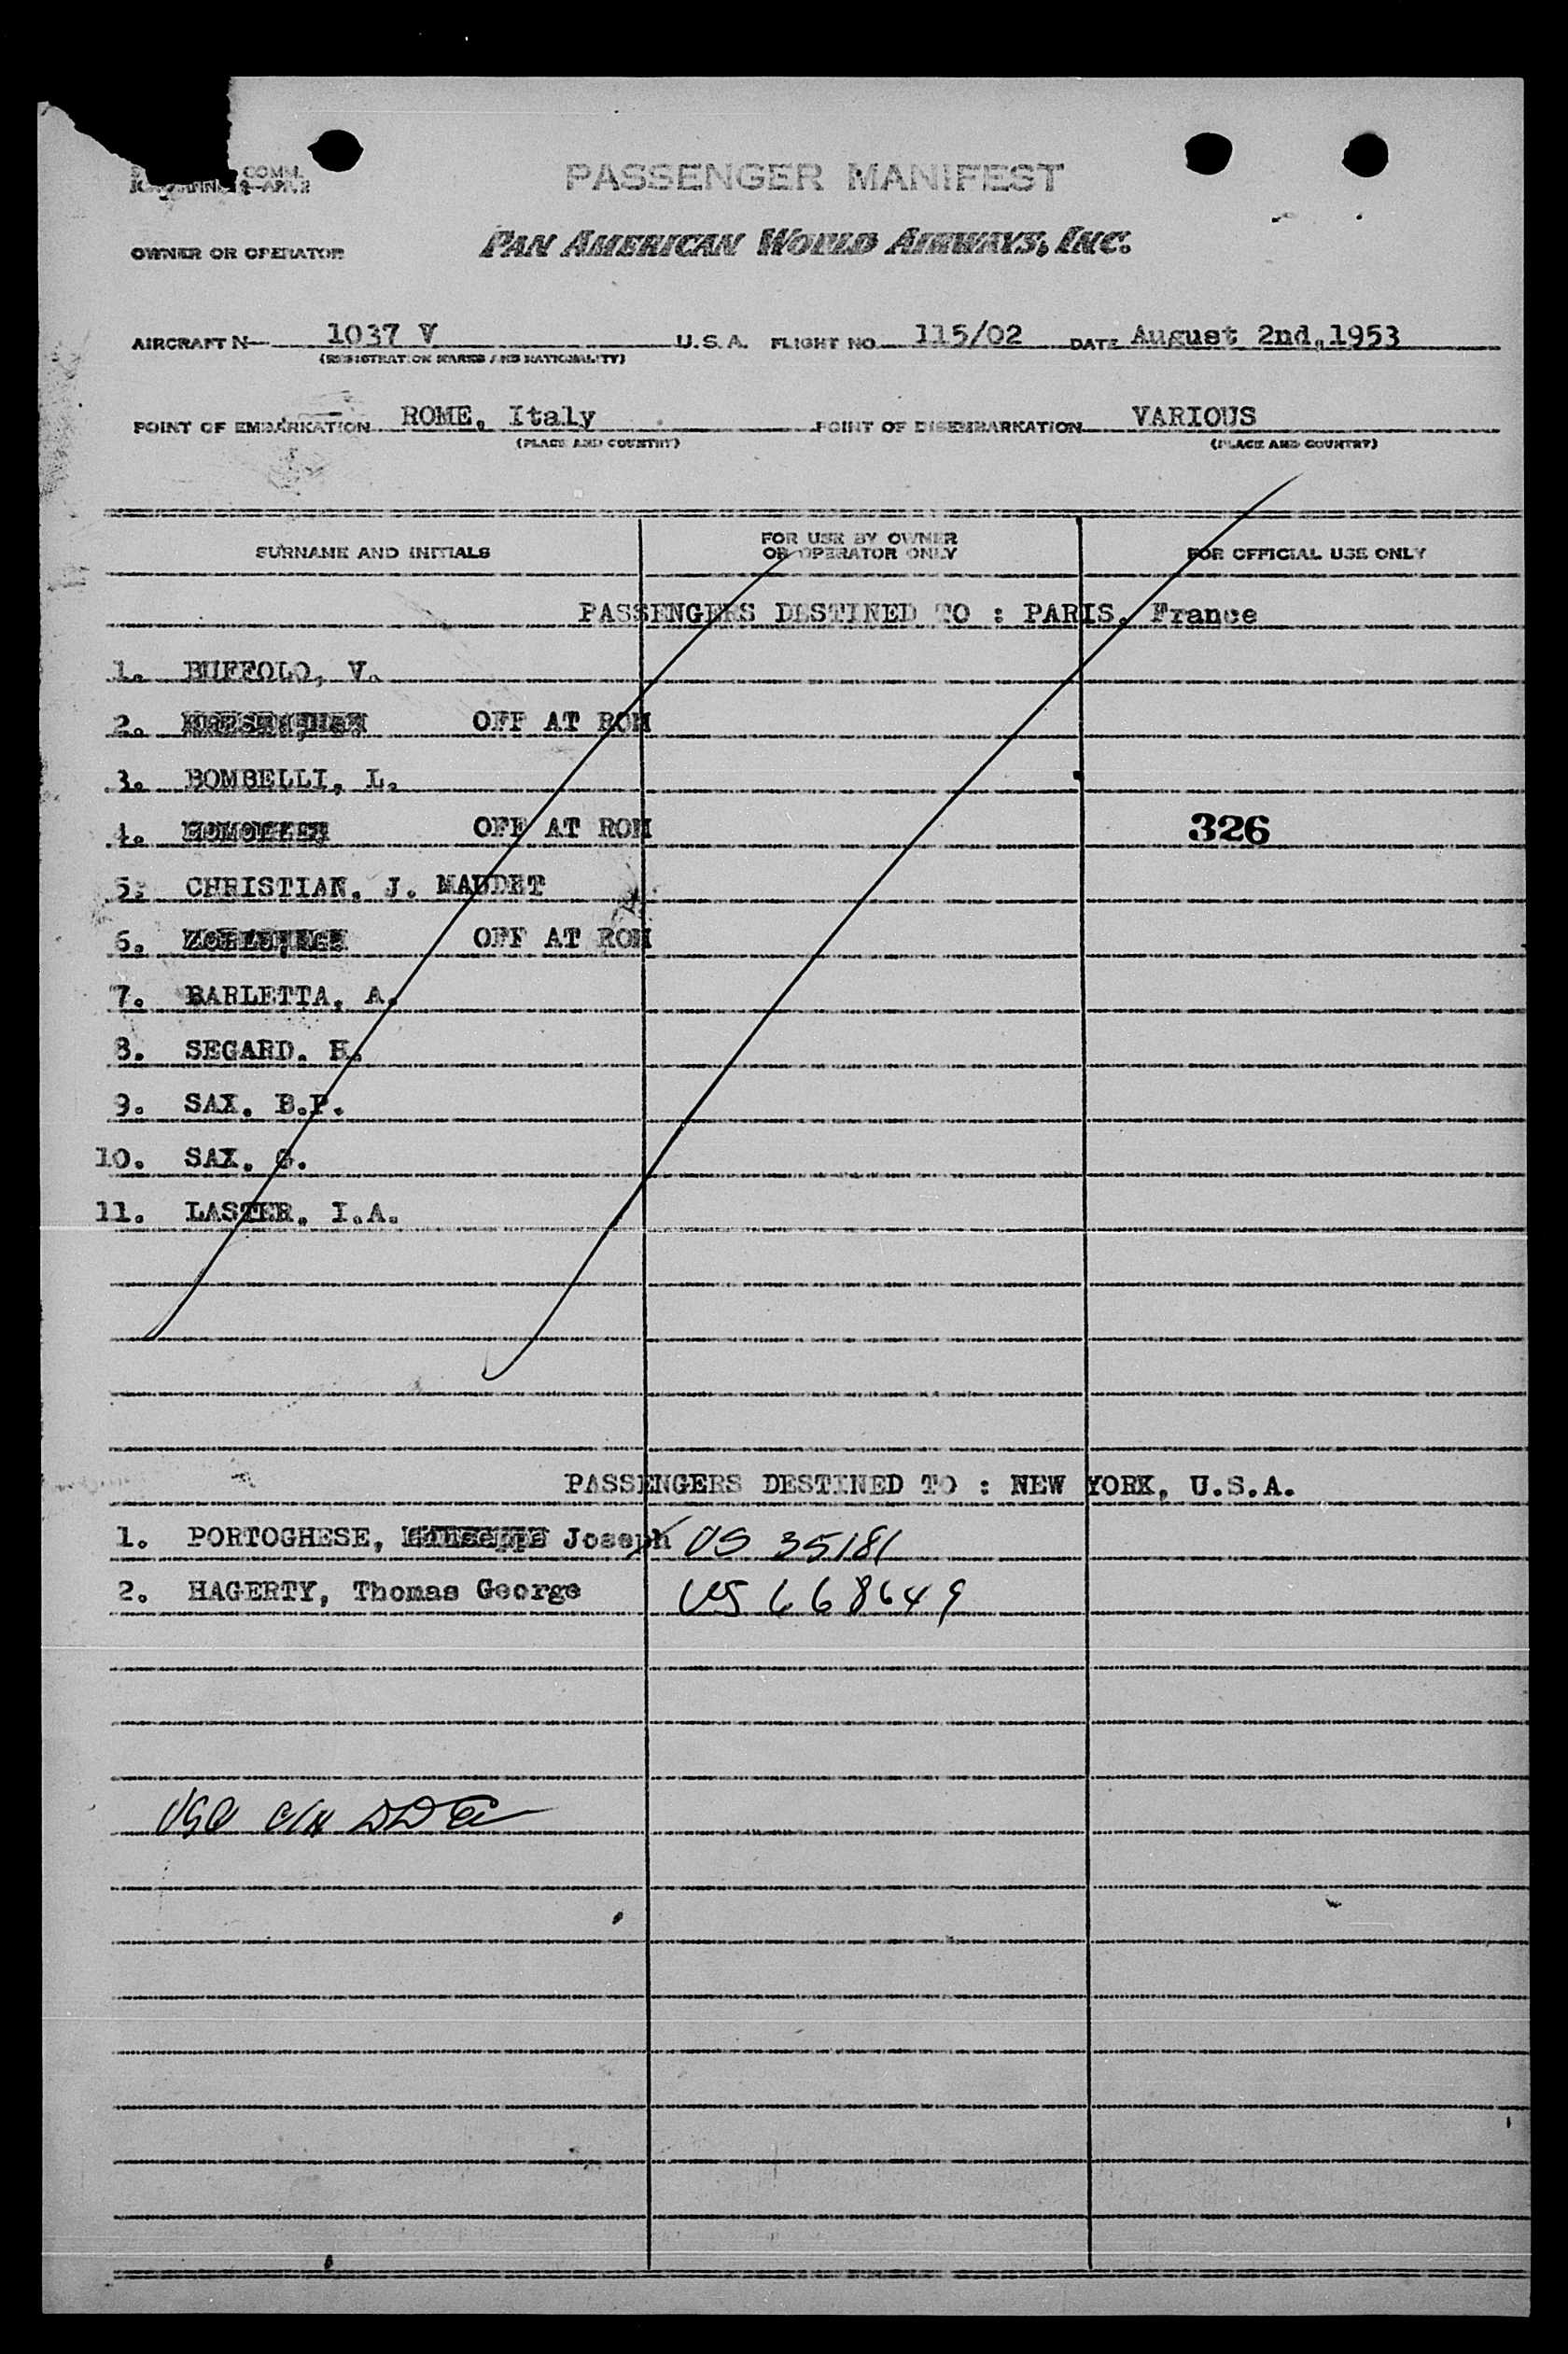 COMM.
PASSENGER MANIFEST
OWNER OR OPERATOR PAN AMERICAN WORLD AIRWAYS, INC.
AIRCRAFT N 1037 V U.S.A. FLIGHT NO 115/02 DATE August 2nd,1953
(REGISTRATION MARKS AND NATIONALITY)
POINT OF EMBARKATION ROME, Italy POINT OF DISEMBARKATION VARIOUS
(PLACE AND COUNTRY) (PLACE AND COUNTRY)
SURNAME AND INITIALS FOR USE BY OWNER OR OPERATOR ONLY FOR OFFICIAL USE ONLY
PASSENGERS DESTINED TO : PARIS, France
1. BUFFOLO, V.
2. OFF AT ROM
3. BOMBELLI, L.
4. OFF AT ROM 326
5. CHRISTIAN, J. MAUDET
6. OFF AT ROM
7. BARLETTA, A.
8. SEGARD. H.
9. SAX. B.P.
10. SAX. G.
11. LASTER. I.A.
PASSENGERS DESTINED TO : NEW YORK, U.S.A.
1. PORTOGHESE, Giuseppe Joseph US 35181
2. HAGERTY, Thomas George US 668649